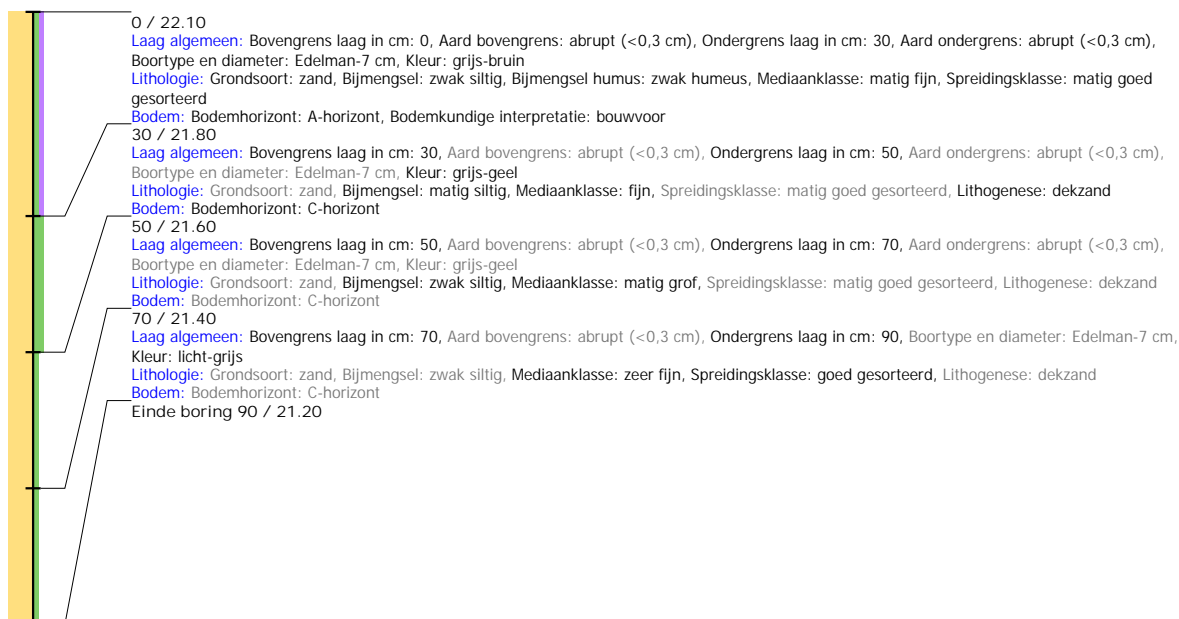 0 / 22.10
Laag algemeen: Bovengrens laag in cm: 0, Aard bovengrens: abrupt (<0,3 cm), Ondergrens laag in cm: 30, Aard ondergrens: abrupt (<0,3 cm),
Boortype en diameter: Edelman-7 cm, Kleur: grijs-bruin
Lithologie: Grondsoort: zand, Bijmengsel: zwak siltig, Bijmengsel humus: zwak humeus, Mediaanklasse: matig fijn, Spreidingsklasse: matig goed
gesorteerd
Bodem: Bodemhorizont: A-horizont, Bodemkundige interpretatie: bouwvoor
30 / 21.80
Laag algemeen: Bovengrens laag in cm: 30, Aard bovengrens: abrupt (<0,3 cm), Ondergrens laag in cm: 50, Aard ondergrens: abrupt (<0,3 cm),
Boortype en diameter: Edelman-7 cm, Kleur: grijs-geel
Lithologie: Grondsoort: zand, Bijmengsel: matig siltig, Mediaanklasse: fijn, Spreidingsklasse: matig goed gesorteerd, Lithogenese: dekzand
Bodem: Bodemhorizont: C-horizont
50 / 21.60
Laag algemeen: Bovengrens laag in cm: 50, Aard bovengrens: abrupt (<0,3 cm), Ondergrens laag in cm: 70, Aard ondergrens: abrupt (<0,3 cm),
Boortype en diameter: Edelman-7 cm, Kleur: grijs-geel
Lithologie: Grondsoort: zand, Bijmengsel: zwak siltig, Mediaanklasse: matig grof, Spreidingsklasse: matig goed gesorteerd, Lithogenese: dekzand
Bodem: Bodemhorizont: C-horizont
70 / 21.40
Laag algemeen: Bovengrens laag in cm: 70, Aard bovengrens: abrupt (<0,3 cm), Ondergrens laag in cm: 90, Boortype en diameter: Edelman-7 cm,
Kleur: licht-grijs
Lithologie: Grondsoort: zand, Bijmengsel: zwak siltig, Mediaanklasse: zeer fijn, Spreidingsklasse: goed gesorteerd, Lithogenese: dekzand
Bodem: Bodemhorizont: C-horizont
Einde boring 90 / 21.20